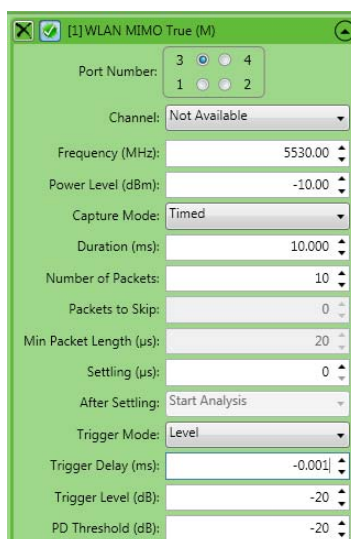 [1] WLAN MIMO True (M)
Port Number: 3 4
1 2
Channel: Not Available
Frequency (MHz): 5530.00
Power Level (dBm): -10.00
Capture Mode: Timed
Duration (ms): 10.000
Number of Packets: 10
Packets to Skip: 0
Min Packet Length (µs): 20
Settling (µs): 0
After Settling: Start Analysis
Trigger Mode: Level
Trigger Delay (ms): -0.001
Trigger Level (dB): -20
PD Threshold (dB): -20